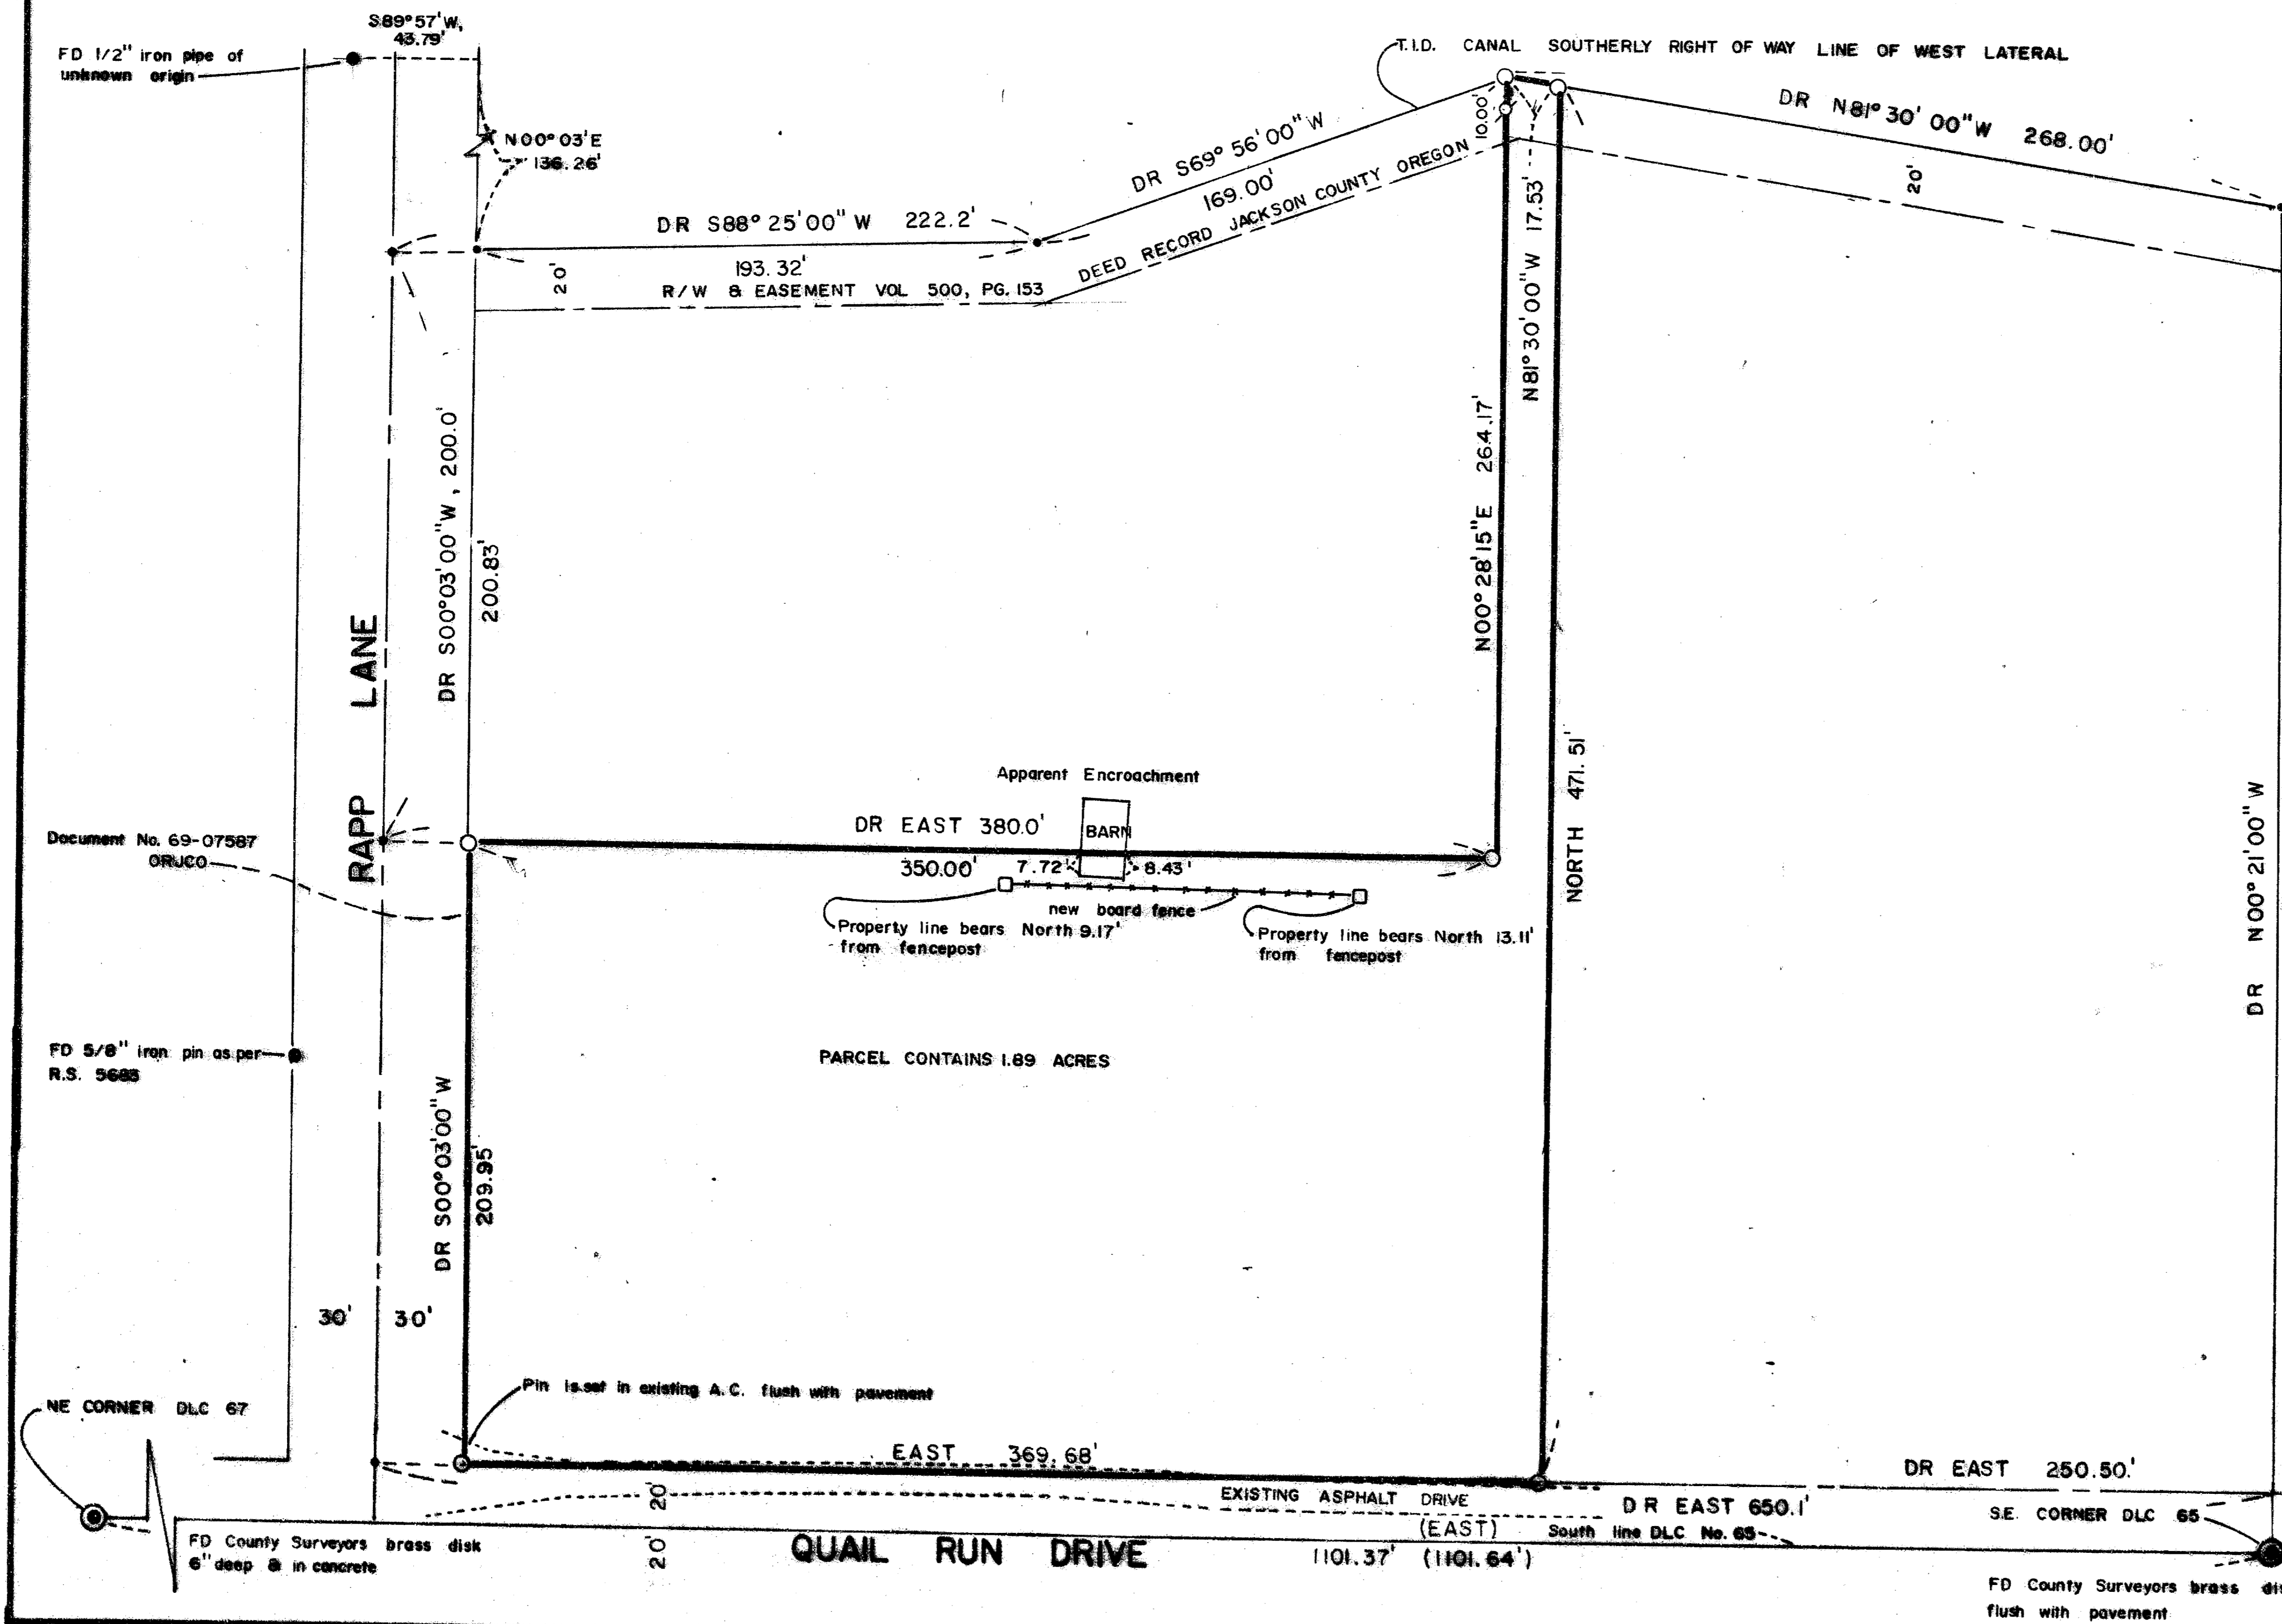 S89°57'W,
43.79'
FD 1/2" iron pipe of
unknown origin
T.I.D. CANAL SOUTHERLY RIGHT OF WAY LINE OF WEST LATERAL
N00°03'E
136.26'
DR S88°25'00"W 222.2'
193.32'
20'
R/W & EASEMENT VOL 500, PG. 153
DR S69°56'00"W
169.00'
DEED RECORD JACKSON COUNTY OREGON
10.00'
N81°30'00"W 17.53'
DR N81°30'00"W 268.00'
20'
DR S00°03'00"W, 200.0'
200.83'
N00°28'15"E 264.17'
RAPP LANE
NORTH 471.51'
DR N00°21'00"W
Apparent Encroachment
BARN
DR EAST 380.0'
350.00'
7.72'
8.43'
new board fence
Property line bears North 9.17'
from fencepost
Property line bears North 13.11'
from fencepost
Document No. 69-07587
ORUCO
FD 5/8" iron pin as per
R.S. 5685
PARCEL CONTAINS 1.89 ACRES
DR S00°03'00"W
209.95'
30'
30'
Pin is set in existing A.C. flush with pavement
NE CORNER DLC 67
EAST 369.68'
20'
EXISTING ASPHALT DRIVE
DR EAST 250.50'
DR EAST 650.1'
S.E. CORNER DLC 65
(EAST)
South line DLC No. 65
FD County Surveyors brass disk
6" deep & in concrete
20'
QUAIL RUN DRIVE
1101.37' (1101.64')
FD County Surveyors brass
flush with pavement